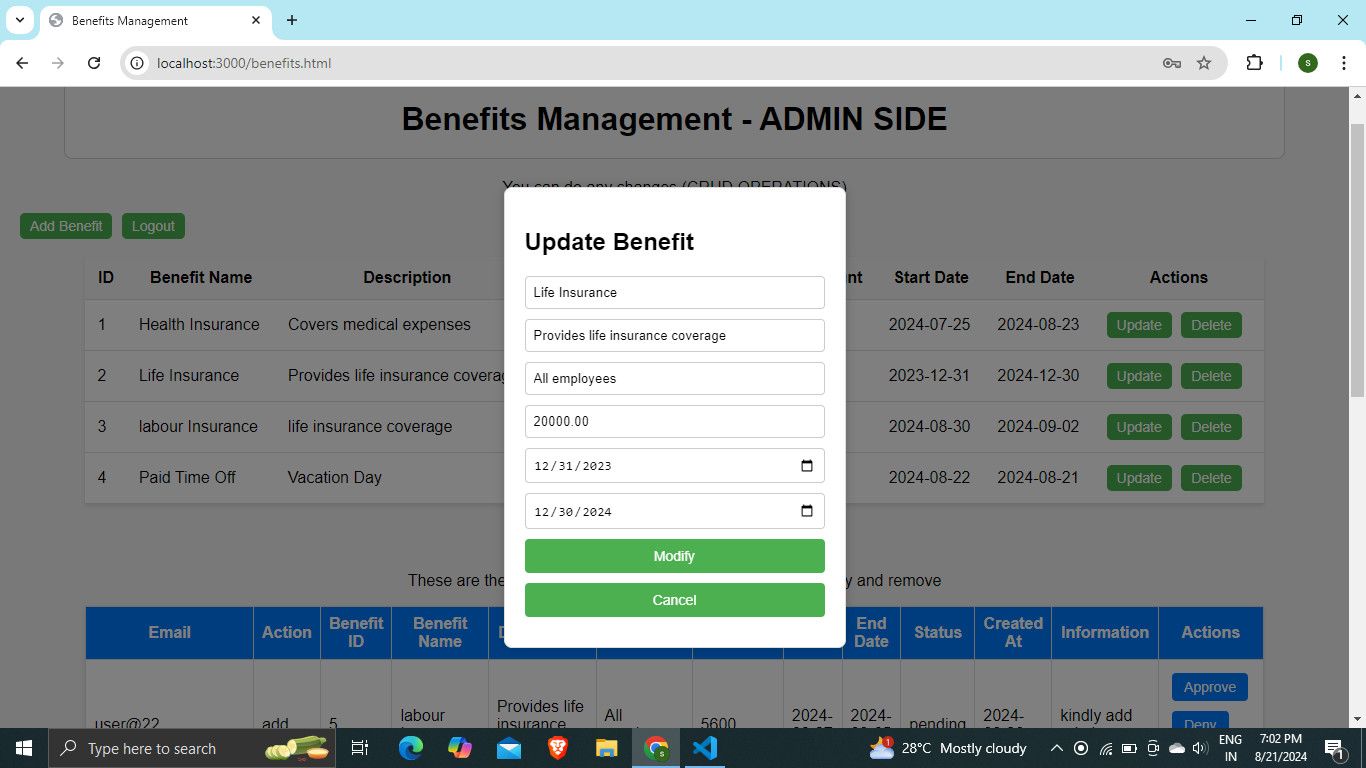 Benefits Management
localhost:3000/benefits.html
s
Benefits Management - ADMIN SIDE
You can do any changes (CRUD OPERATIONS)
Add Benefit Logout
ID Benefit Name Description nt Start Date End Date Actions
1 Health Insurance Covers medical expenses 2024-07-25 2024-08-23 Update Delete
2 Life Insurance Provides life insurance coverag 2023-12-31 2024-12-30 Update Delete
3 labour Insurance life insurance coverage 2024-08-30 2024-09-02 Update Delete
4 Paid Time Off Vacation Day 2024-08-22 2024-08-21 Update Delete
Update Benefit
Life Insurance
Provides life insurance coverage
All employees
20000.00
12/31/2023
12/30/2024
Modify
Cancel
These are the y and remove
Email Action Benefit ID Benefit Name D End Date Status Created At Information Actions
user@22 add 5 labour Provides life insurance All 5600 2024- 2024- pending 2024- kindly add Approve
Deny
Type here to search
28°C Mostly cloudy
ENG
IN
7:02 PM
8/21/2024
1
1